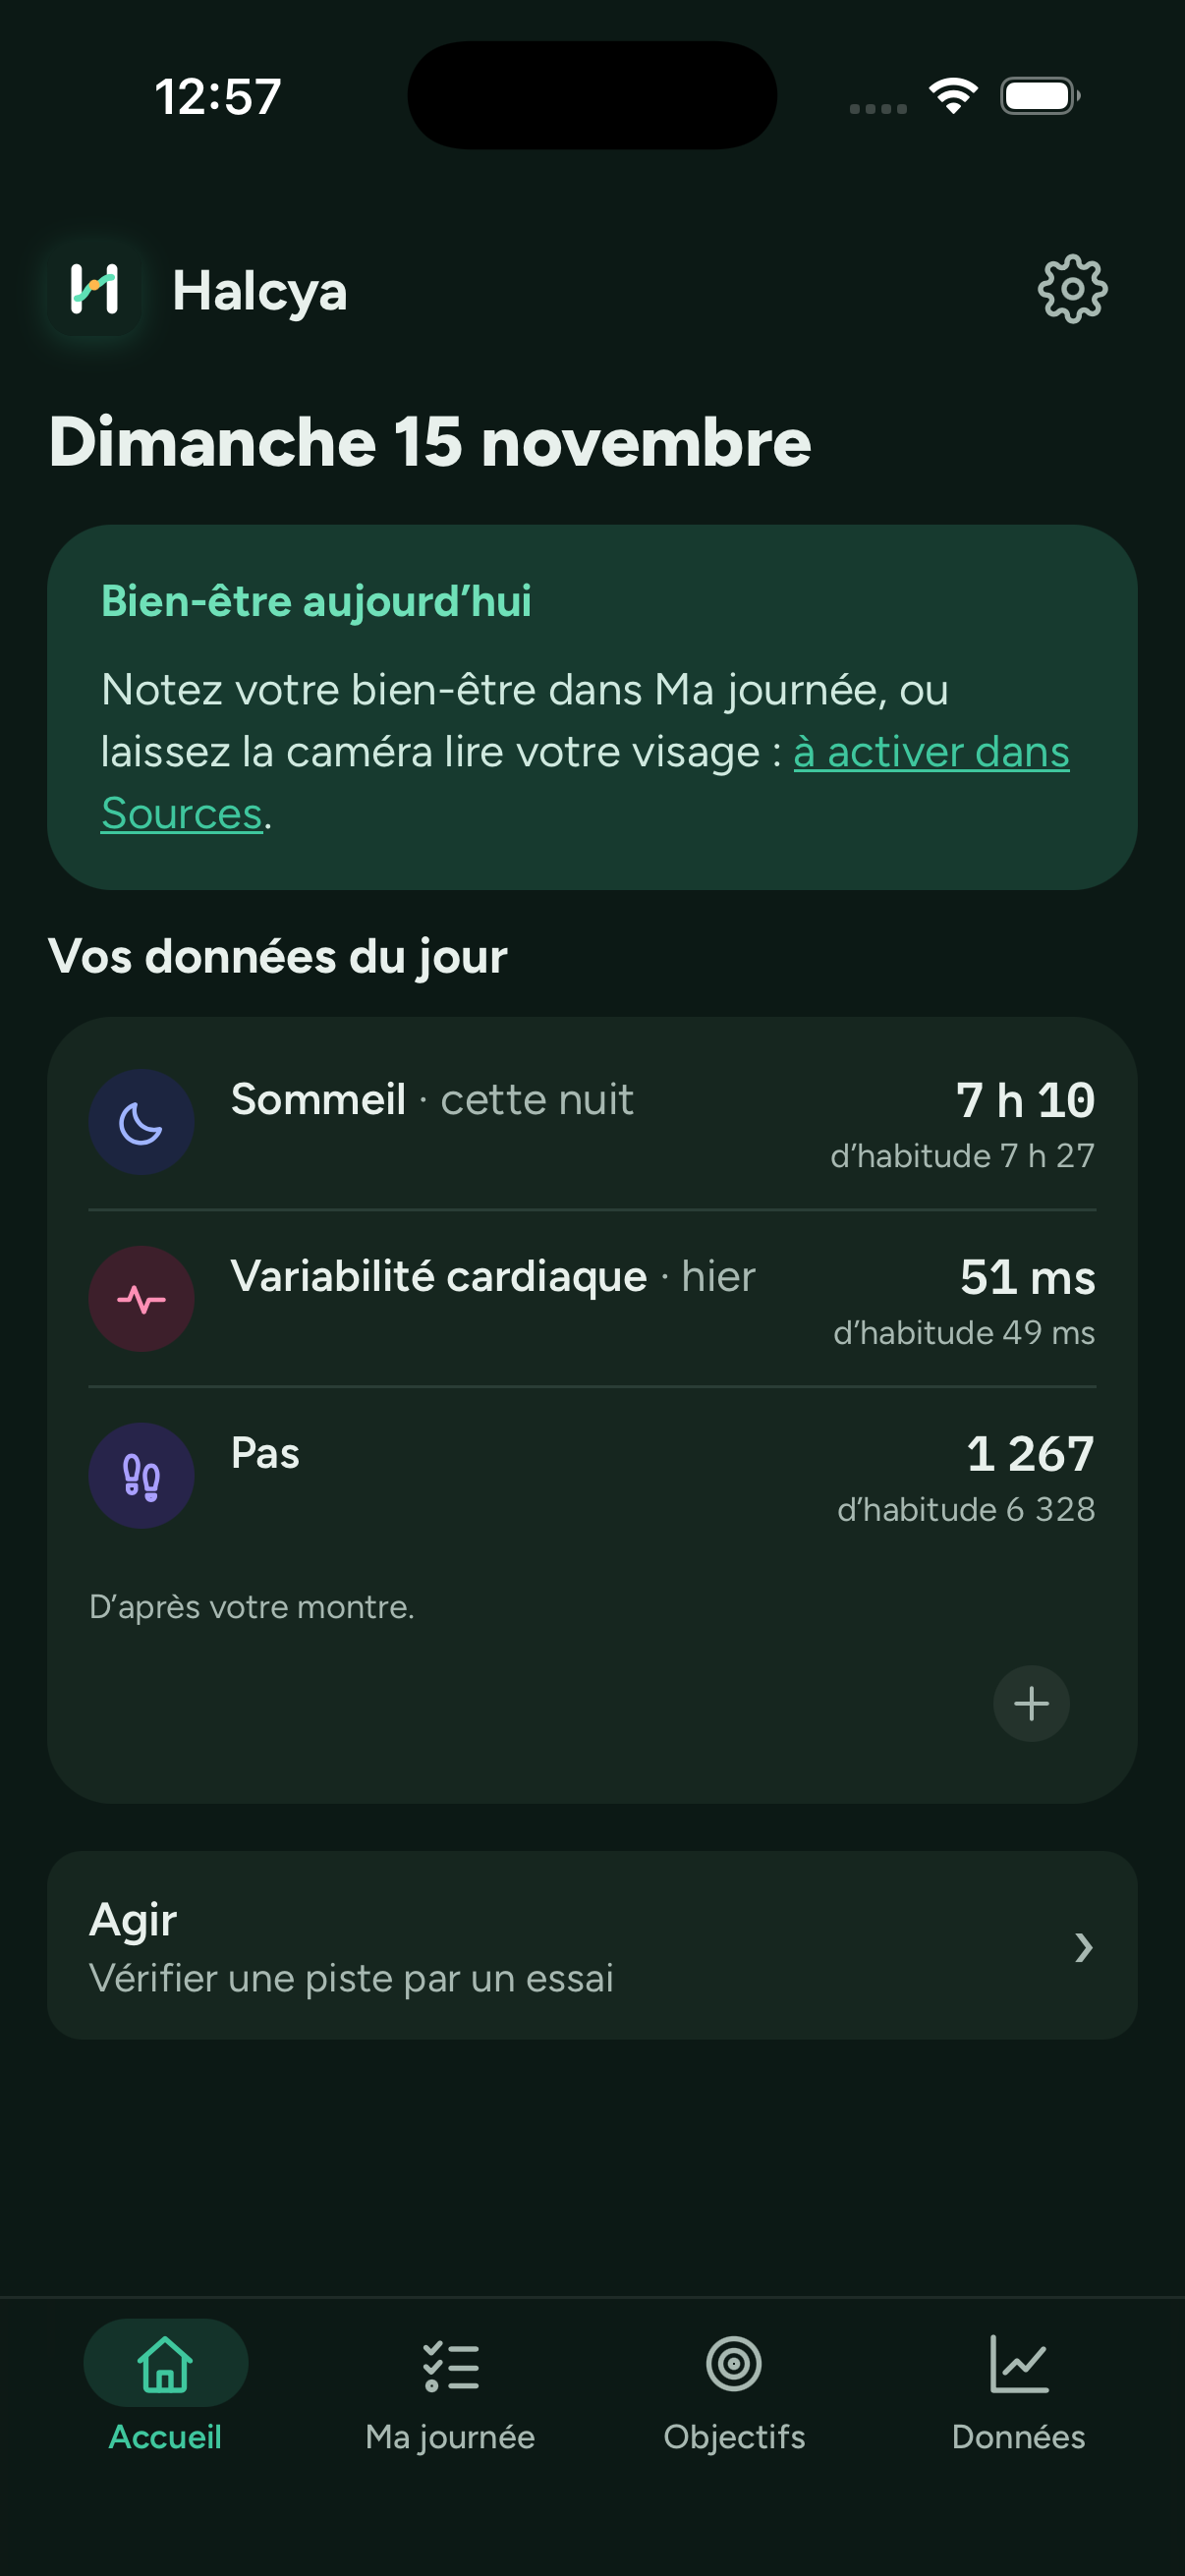 12:57
Halcya
Dimanche 15 novembre
Bien-être aujourd’hui
Notez votre bien-être dans Ma journée, ou
laissez la caméra lire votre visage : à activer dans
Sources.
Vos données du jour
Sommeil · cette nuit
7 h 10
d’habitude 7 h 27
Variabilité cardiaque · hier
51 ms
d’habitude 49 ms
Pas
1 267
d’habitude 6 328
D’après votre montre.
Agir
Vérifier une piste par un essai
Accueil
Ma journée
Objectifs
Données